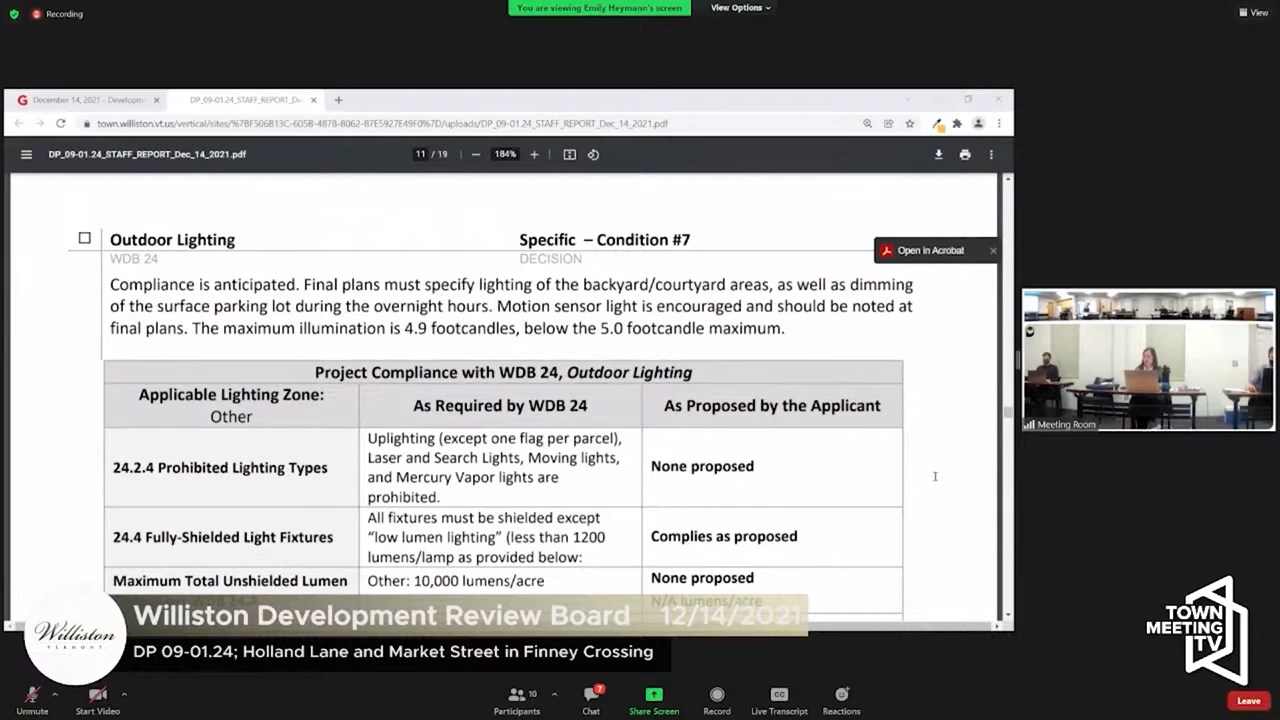 Recording
You are viewing Emily Heymann's screen
View Options
View
December 14, 2021 - Developm
DP_09-01.24_STAFF_REPORT_De
town.williston.vt.us/vertical/sites/%7BF506B13C-605B-4878-8062-87E5927E49F0%7D/uploads/DP_09-01.24_STAFF_REPORT_Dec_14_2021.pdf
DP_09-01.24_STAFF_REPORT_Dec_14_2021.pdf
11 / 19
184%
Outdoor Lighting
Specific – Condition #7
WDB 24
DECISION
Open in Acrobat
Compliance is anticipated. Final plans must specify lighting of the backyard/courtyard areas, as well as dimming
of the surface parking lot during the overnight hours. Motion sensor light is encouraged and should be noted at
final plans. The maximum illumination is 4.9 footcandles, below the 5.0 footcandle maximum.
Project Compliance with WDB 24, Outdoor Lighting
Applicable Lighting Zone:
Other
As Required by WDB 24
As Proposed by the Applicant
24.2.4 Prohibited Lighting Types
Uplighting (except one flag per parcel),
Laser and Search Lights, Moving lights,
and Mercury Vapor lights are
prohibited.
None proposed
24.4 Fully-Shielded Light Fixtures
All fixtures must be shielded except
“low lumen lighting” (less than 1200
lumens/lamp as provided below:
Complies as proposed
Maximum Total Unshielded Lumen
Other: 10,000 lumens/acre
None proposed
N/A lumens/acre
Meeting Room
Williston
VERMONT
Williston Development Review Board 12/14/2021
DP 09-01.24; Holland Lane and Market Street in Finney Crossing
TOWN
MEETING
TV
Unmute
Start Video
10
Participants
7
Chat
Share Screen
Record
CC
Live Transcript
Reactions
Leave